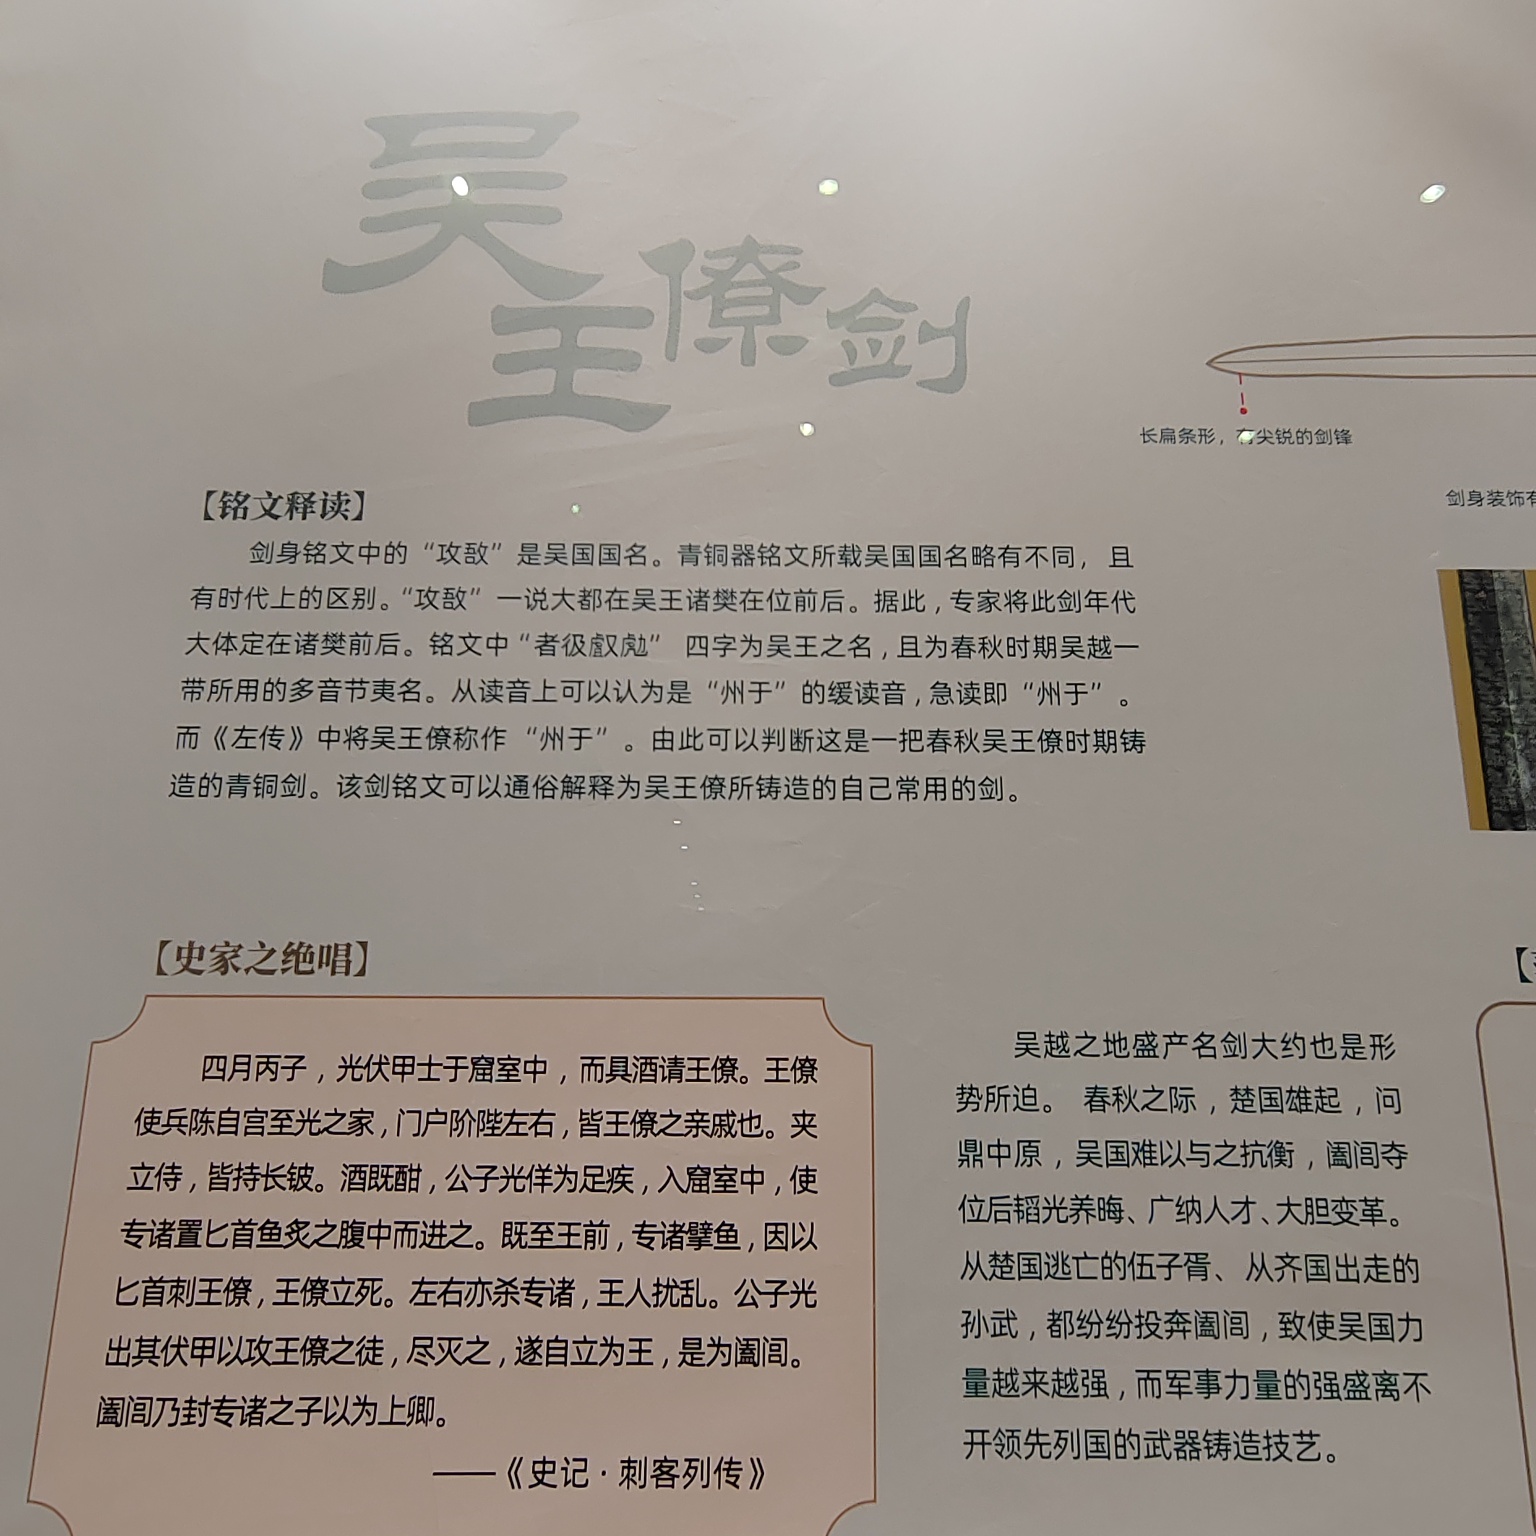 吴王僚剑
长扁条形，有尖锐的剑锋
剑身装饰有
【铭文释读】
剑身铭文中的“攻敔”是吴国国名。青铜器铭文所载吴国国名略有不同，且
有时代上的区别。“攻敔”一说大都在吴王诸樊在位前后。据此，专家将此剑年代
大体定在诸樊前后。铭文中“者彶叡勊”四字为吴王之名，且为春秋时期吴越一
带所用的多音节夷名。从读音上可以认为是“州于”的缓读音，急读即“州于”。
而《左传》中将吴王僚称作“州于”。由此可以判断这是一把春秋吴王僚时期铸
造的青铜剑。该剑铭文可以通俗解释为吴王僚所铸造的自己常用的剑。
【史家之绝唱】
四月丙子，光伏甲士于窟室中，而具酒请王僚。王僚
使兵陈自宫至光之家，门户阶陛左右，皆王僚之亲戚也。夹
立侍，皆持长铍。酒既酣，公子光佯为足疾，入窟室中，使
专诸置匕首鱼炙之腹中而进之。既至王前，专诸擘鱼，因以
匕首刺王僚，王僚立死。左右亦杀专诸，王人扰乱。公子光
出其伏甲以攻王僚之徒，尽灭之，遂自立为王，是为阖闾。
阖闾乃封专诸之子以为上卿。
——《史记·刺客列传》
吴越之地盛产名剑大约也是形
势所迫。 春秋之际，楚国雄起，问
鼎中原，吴国难以与之抗衡，阖闾夺
位后韬光养晦、广纳人才、大胆变革。
从楚国逃亡的伍子胥、从齐国出走的
孙武，都纷纷投奔阖闾，致使吴国力
量越来越强，而军事力量的强盛离不
开领先列国的武器铸造技艺。